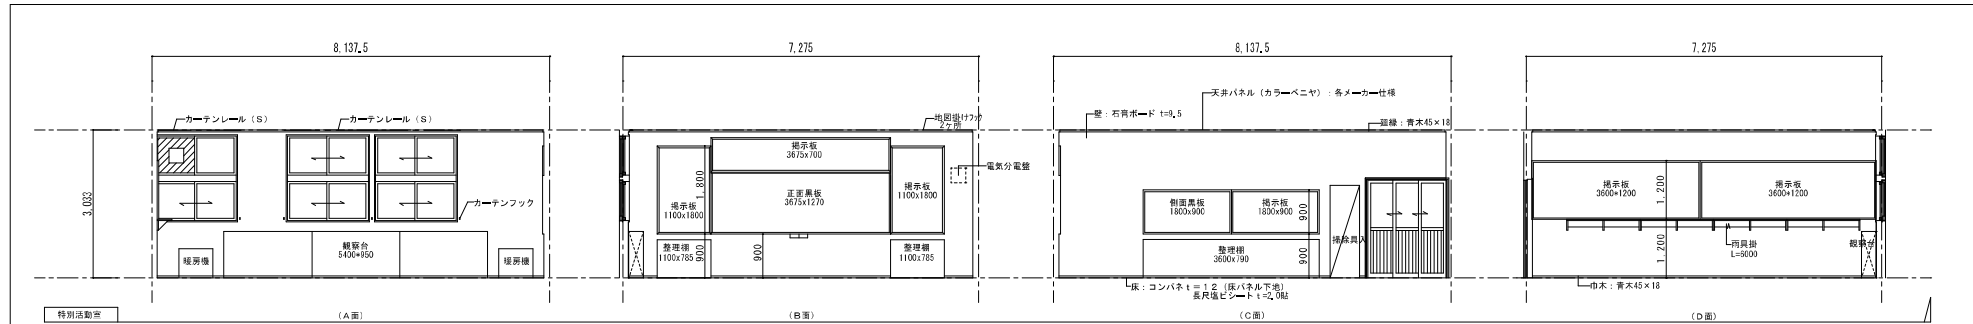 8,137.5
7,275
8,137.5
7,275
カーテンレール（S）
カーテンレール（S）
地図掛けフック
2ヶ所
電気分電盤
天井パネル（カラーベニヤ）：各メーカー仕様
壁：石膏ボード t=9.5
廻縁：青木45×18
3,033
カーテンフック
観察台
5400*950
暖房機
暖房機
掲示板
3675x700
正面黒板
3675x1270
掲示板
1100x1800
掲示板
1100x1800
1,800
整理棚
1100x785
整理棚
1100x785
900
900
側面黒板
1800x900
掲示板
1800x900
900
整理棚
3600x790
900
掃除具入
掲示板
3600*1200
掲示板
3600*1200
1,200
1,200
雨具掛
L=6000
観察台
床：コンパネｔ＝１２（床パネル下地）
長尺塩ビシートｔ=2.0貼
巾木：青木45×18
特別活動室
（A面）
（B面）
（C面）
（D面）